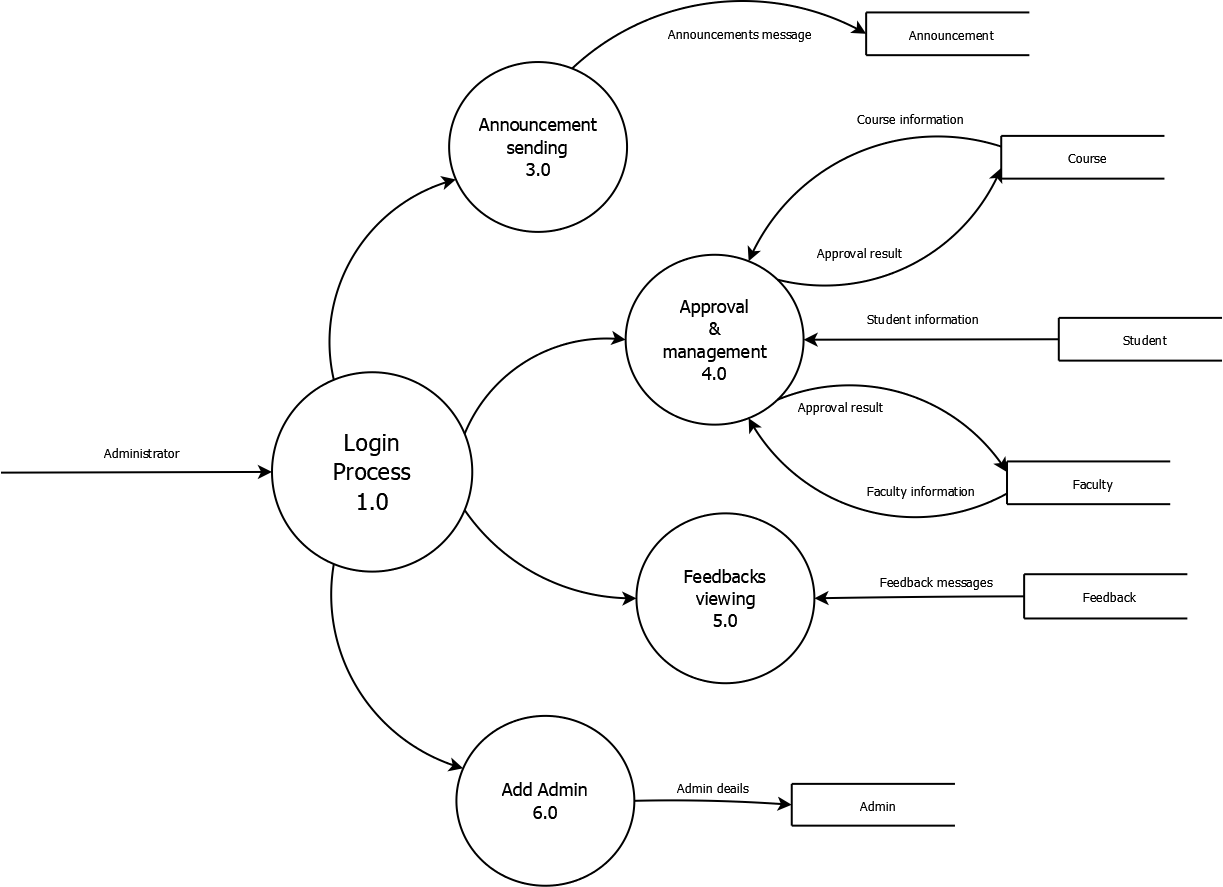 Announcements message
Announcement
Announcement
sending
3.0
Course information
Course
Approval result
Approval
&
management
4.0
Student information
Student
Approval result
Administrator
Login
Process
1.0
Faculty information
Faculty
Feedbacks
viewing
5.0
Feedback messages
Feedback
Add Admin
6.0
Admin deails
Admin